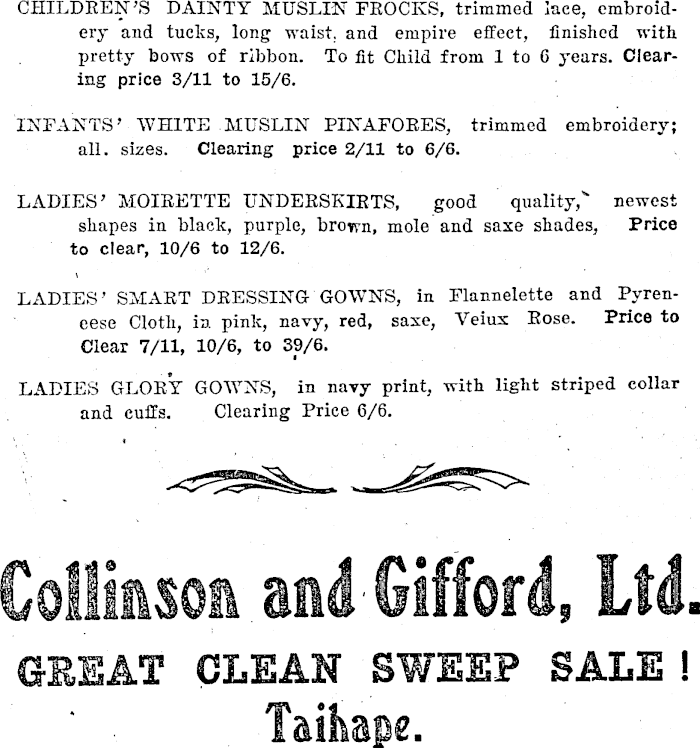 CHILDREN'S DAINTY MUSLIN FROCKS, trimmed lace, embroid-
ery and tucks, long waist, and empire effect, finished with
pretty bows of ribbon. To fit Child from 1 to 6 years. Clear-
ing price 3/11 to 15/6.
INFANTS' WHITE MUSLIN PINAFORES, trimmed embroidery;
all. sizes. Clearing price 2/11 to 6/6.
LADIES' MOIRETTE UNDERSKIRTS, good quality, newest
shapes in black, purple, brown, mole and saxe shades, Price
to clear, 10/6 to 12/6.
LADIES' SMART DRESSING GOWNS, in Flannelette and Pyren-
eese Cloth, in pink, navy, red, saxe, Veiux Rose. Price to
Clear 7/11, 10/6, to 39/6.
LADIES GLORY GOWNS, in navy print, with light striped collar
and cuffs. Clearing Price 6/6.
Collinson and Gifford, Ltd.
GREAT CLEAN SWEEP SALE!
Taihape.